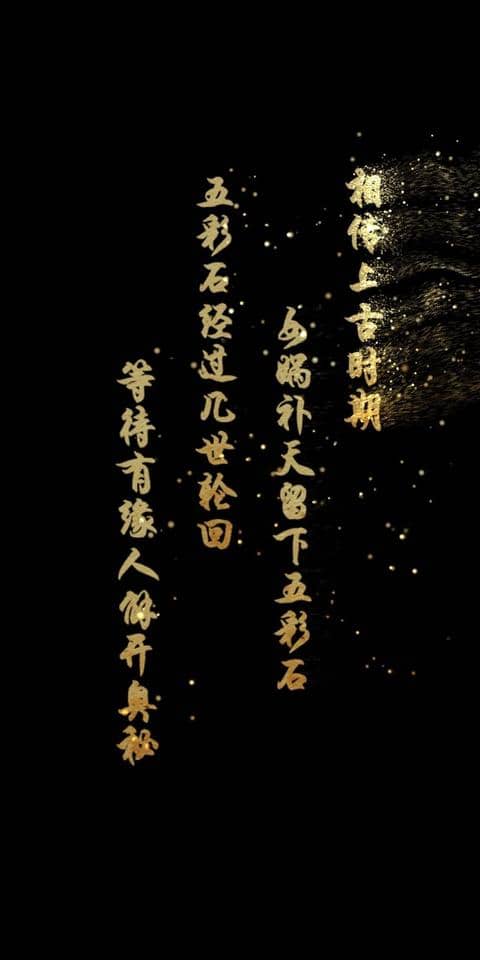 相传上古时期
女娲补天留下五彩石
五彩石经过几世轮回
等待有缘人解开奥秘